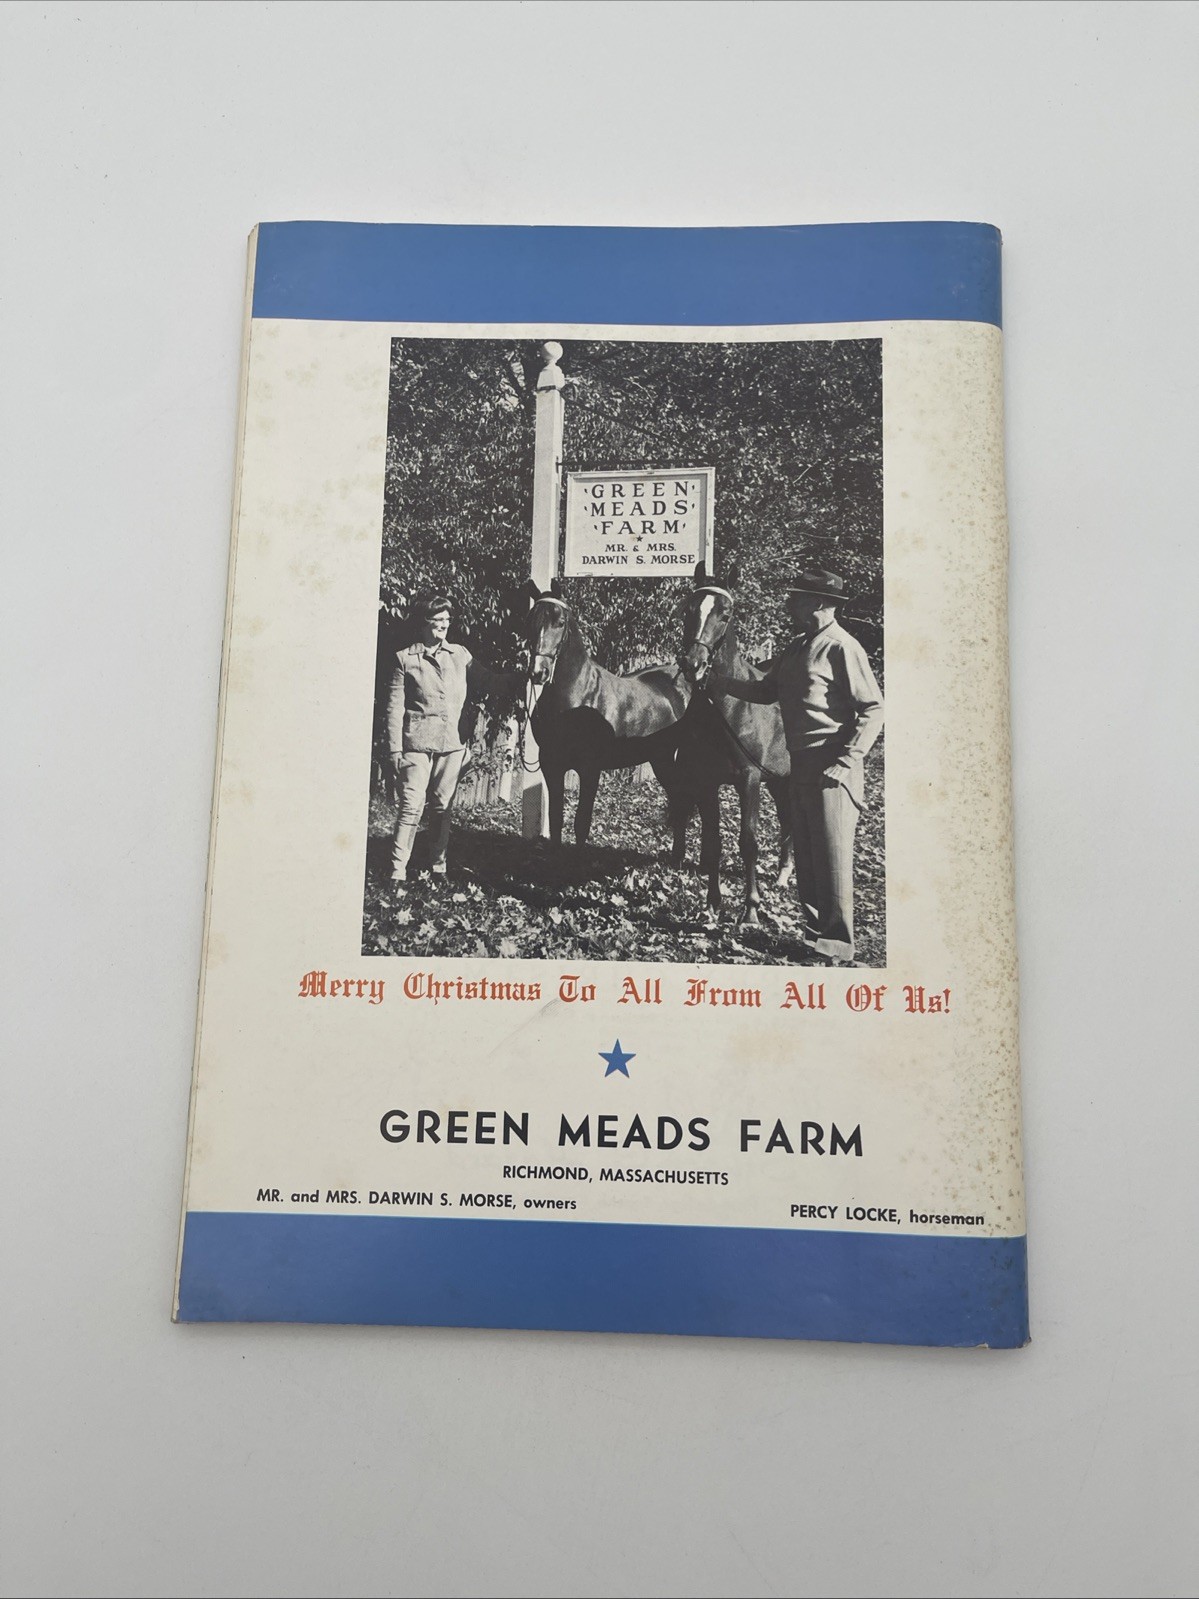 GREEN
MEADS
FARM
MR. & MRS.
DARWIN S. MORSE
Merry Christmas To All From All Of Us!
GREEN MEADS FARM
RICHMOND, MASSACHUSETTS
MR. and MRS. DARWIN S. MORSE, owners
PERCY LOCKE, horseman